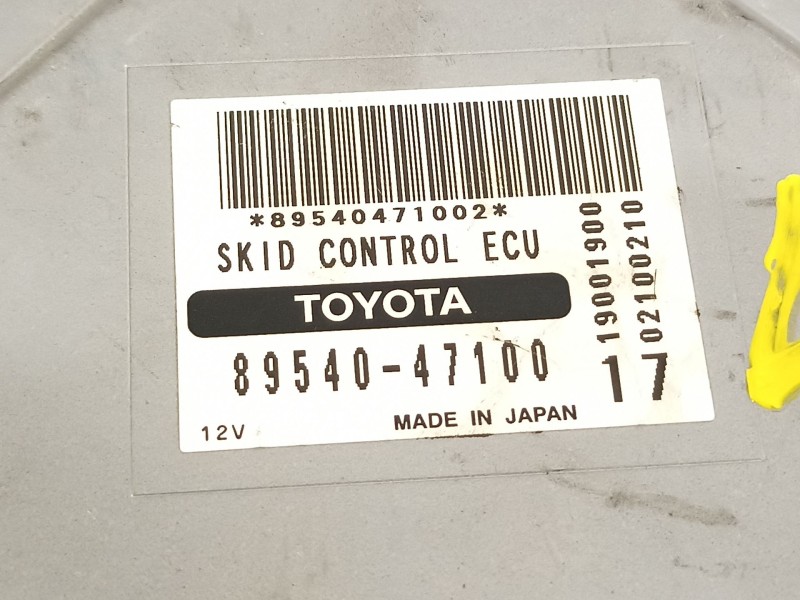 *89540471002*
SKID CONTROL ECU
TOYOTA
89540-47100
12V
MADE IN JAPAN
19001900
02100210
17